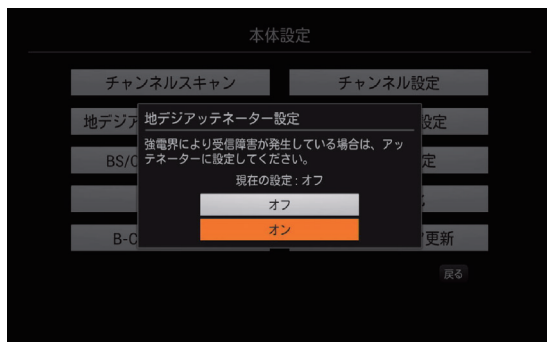 本体設定
チャンネルスキャン
チャンネル設定
地デジア
設定
地デジアッテネーター設定
強電界により受信障害が発生している場合は、アッ
テネーターに設定してください。
現在の設定 : オフ
オフ
オン
BS/C
定
B-C
更新
戻る